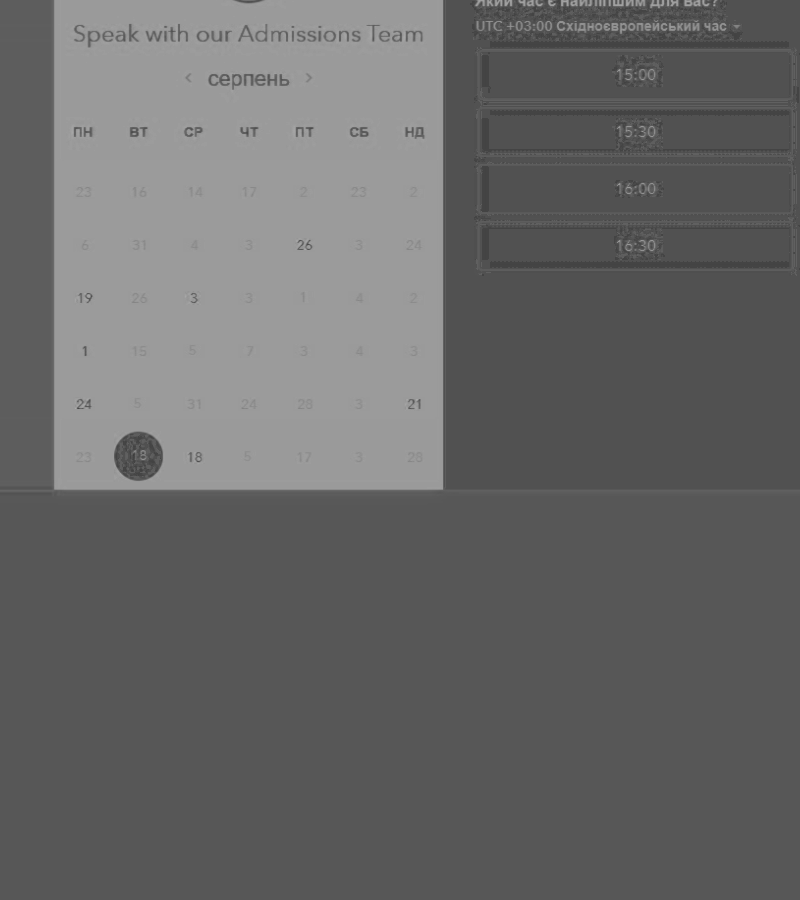 Speak with our Admissions Team
‹ серпень ›
ПН ВТ СР ЧТ ПТ СБ НД
23 16 14 17 2 23 2
6 31 4 3 26 3 24
19 26 3 3 1 4 2
1 15 5 7 3 4 3
24 5 31 24 28 3 21
23 18 18 5 17 3 28
Який час є найліпшим для вас?
UTC +03:00 Східноєвропейський час
15:00
15:30
16:00
16:30